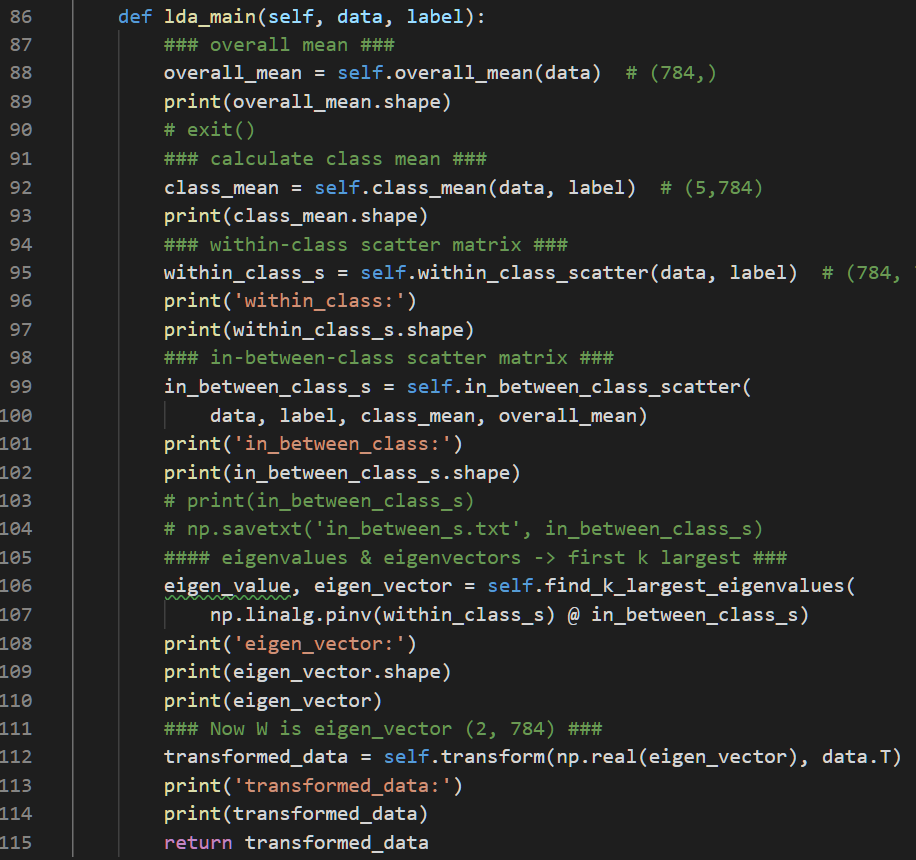 86 def lda_main(self, data, label):
87 ### overall mean ###
88 overall_mean = self.overall_mean(data)  # (784,)
89 print(overall_mean.shape)
90 # exit()
91 ### calculate class mean ###
92 class_mean = self.class_mean(data, label)  # (5,784)
93 print(class_mean.shape)
94 ### within-class scatter matrix ###
95 within_class_s = self.within_class_scatter(data, label)  # (784,
96 print('within_class:')
97 print(within_class_s.shape)
98 ### in-between-class scatter matrix ###
99 in_between_class_s = self.in_between_class_scatter(
100 data, label, class_mean, overall_mean)
101 print('in_between_class:')
102 print(in_between_class_s.shape)
103 # print(in_between_class_s)
104 # np.savetxt('in_between_s.txt', in_between_class_s)
105 #### eigenvalues & eigenvectors -> first k largest ###
106 eigen_value, eigen_vector = self.find_k_largest_eigenvalues(
107 np.linalg.pinv(within_class_s) @ in_between_class_s)
108 print('eigen_vector:')
109 print(eigen_vector.shape)
110 print(eigen_vector)
111 ### Now W is eigen_vector (2, 784) ###
112 transformed_data = self.transform(np.real(eigen_vector), data.T)
113 print('transformed_data:')
114 print(transformed_data)
115 return transformed_data